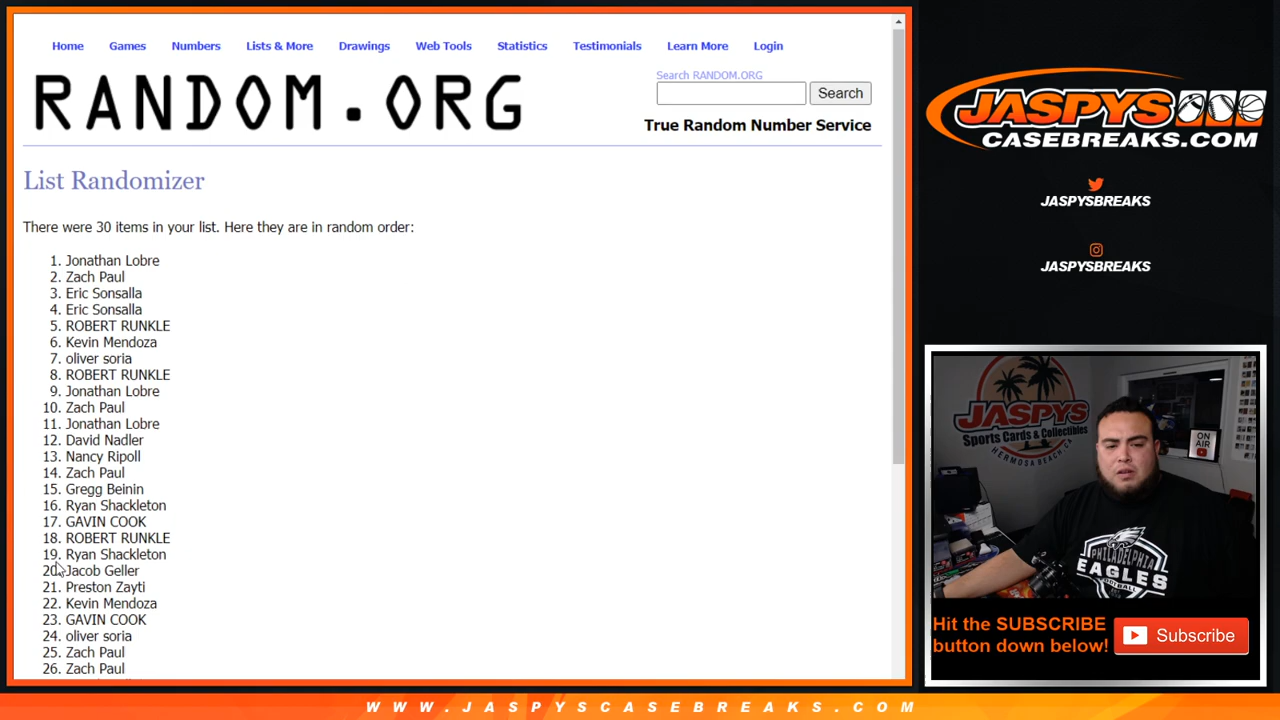 Home Games Numbers Lists & More Drawings Web Tools Statistics Testimonials Learn More Login
RANDOM.ORG
Search RANDOM.ORG
Search
True Random Number Service
List Randomizer
There were 30 items in your list. Here they are in random order:
1. Jonathan Lobre
2. Zach Paul
3. Eric Sonsalla
4. Eric Sonsalla
5. ROBERT RUNKLE
6. Kevin Mendoza
7. oliver soria
8. ROBERT RUNKLE
9. Jonathan Lobre
10. Zach Paul
11. Jonathan Lobre
12. David Nadler
13. Nancy Ripoll
14. Zach Paul
15. Gregg Beinin
16. Ryan Shackleton
17. GAVIN COOK
18. ROBERT RUNKLE
19. Ryan Shackleton
20. Jacob Geller
21. Preston Zayti
22. Kevin Mendoza
23. GAVIN COOK
24. oliver soria
25. Zach Paul
26. Zach Paul
JASPYS
CASEBREAKS.COM
JASPYSBREAKS
JASPYSBREAKS
JASPYS
Sports Cards & Collectibles
HERMOSA BEACH, CA
ON
AIR
PHILADELPHIA
EAGLES
FOOTBALL
Hit the SUBSCRIBE
button down below!
Subscribe
WWW.JASPYSCASEBREAKS.COM